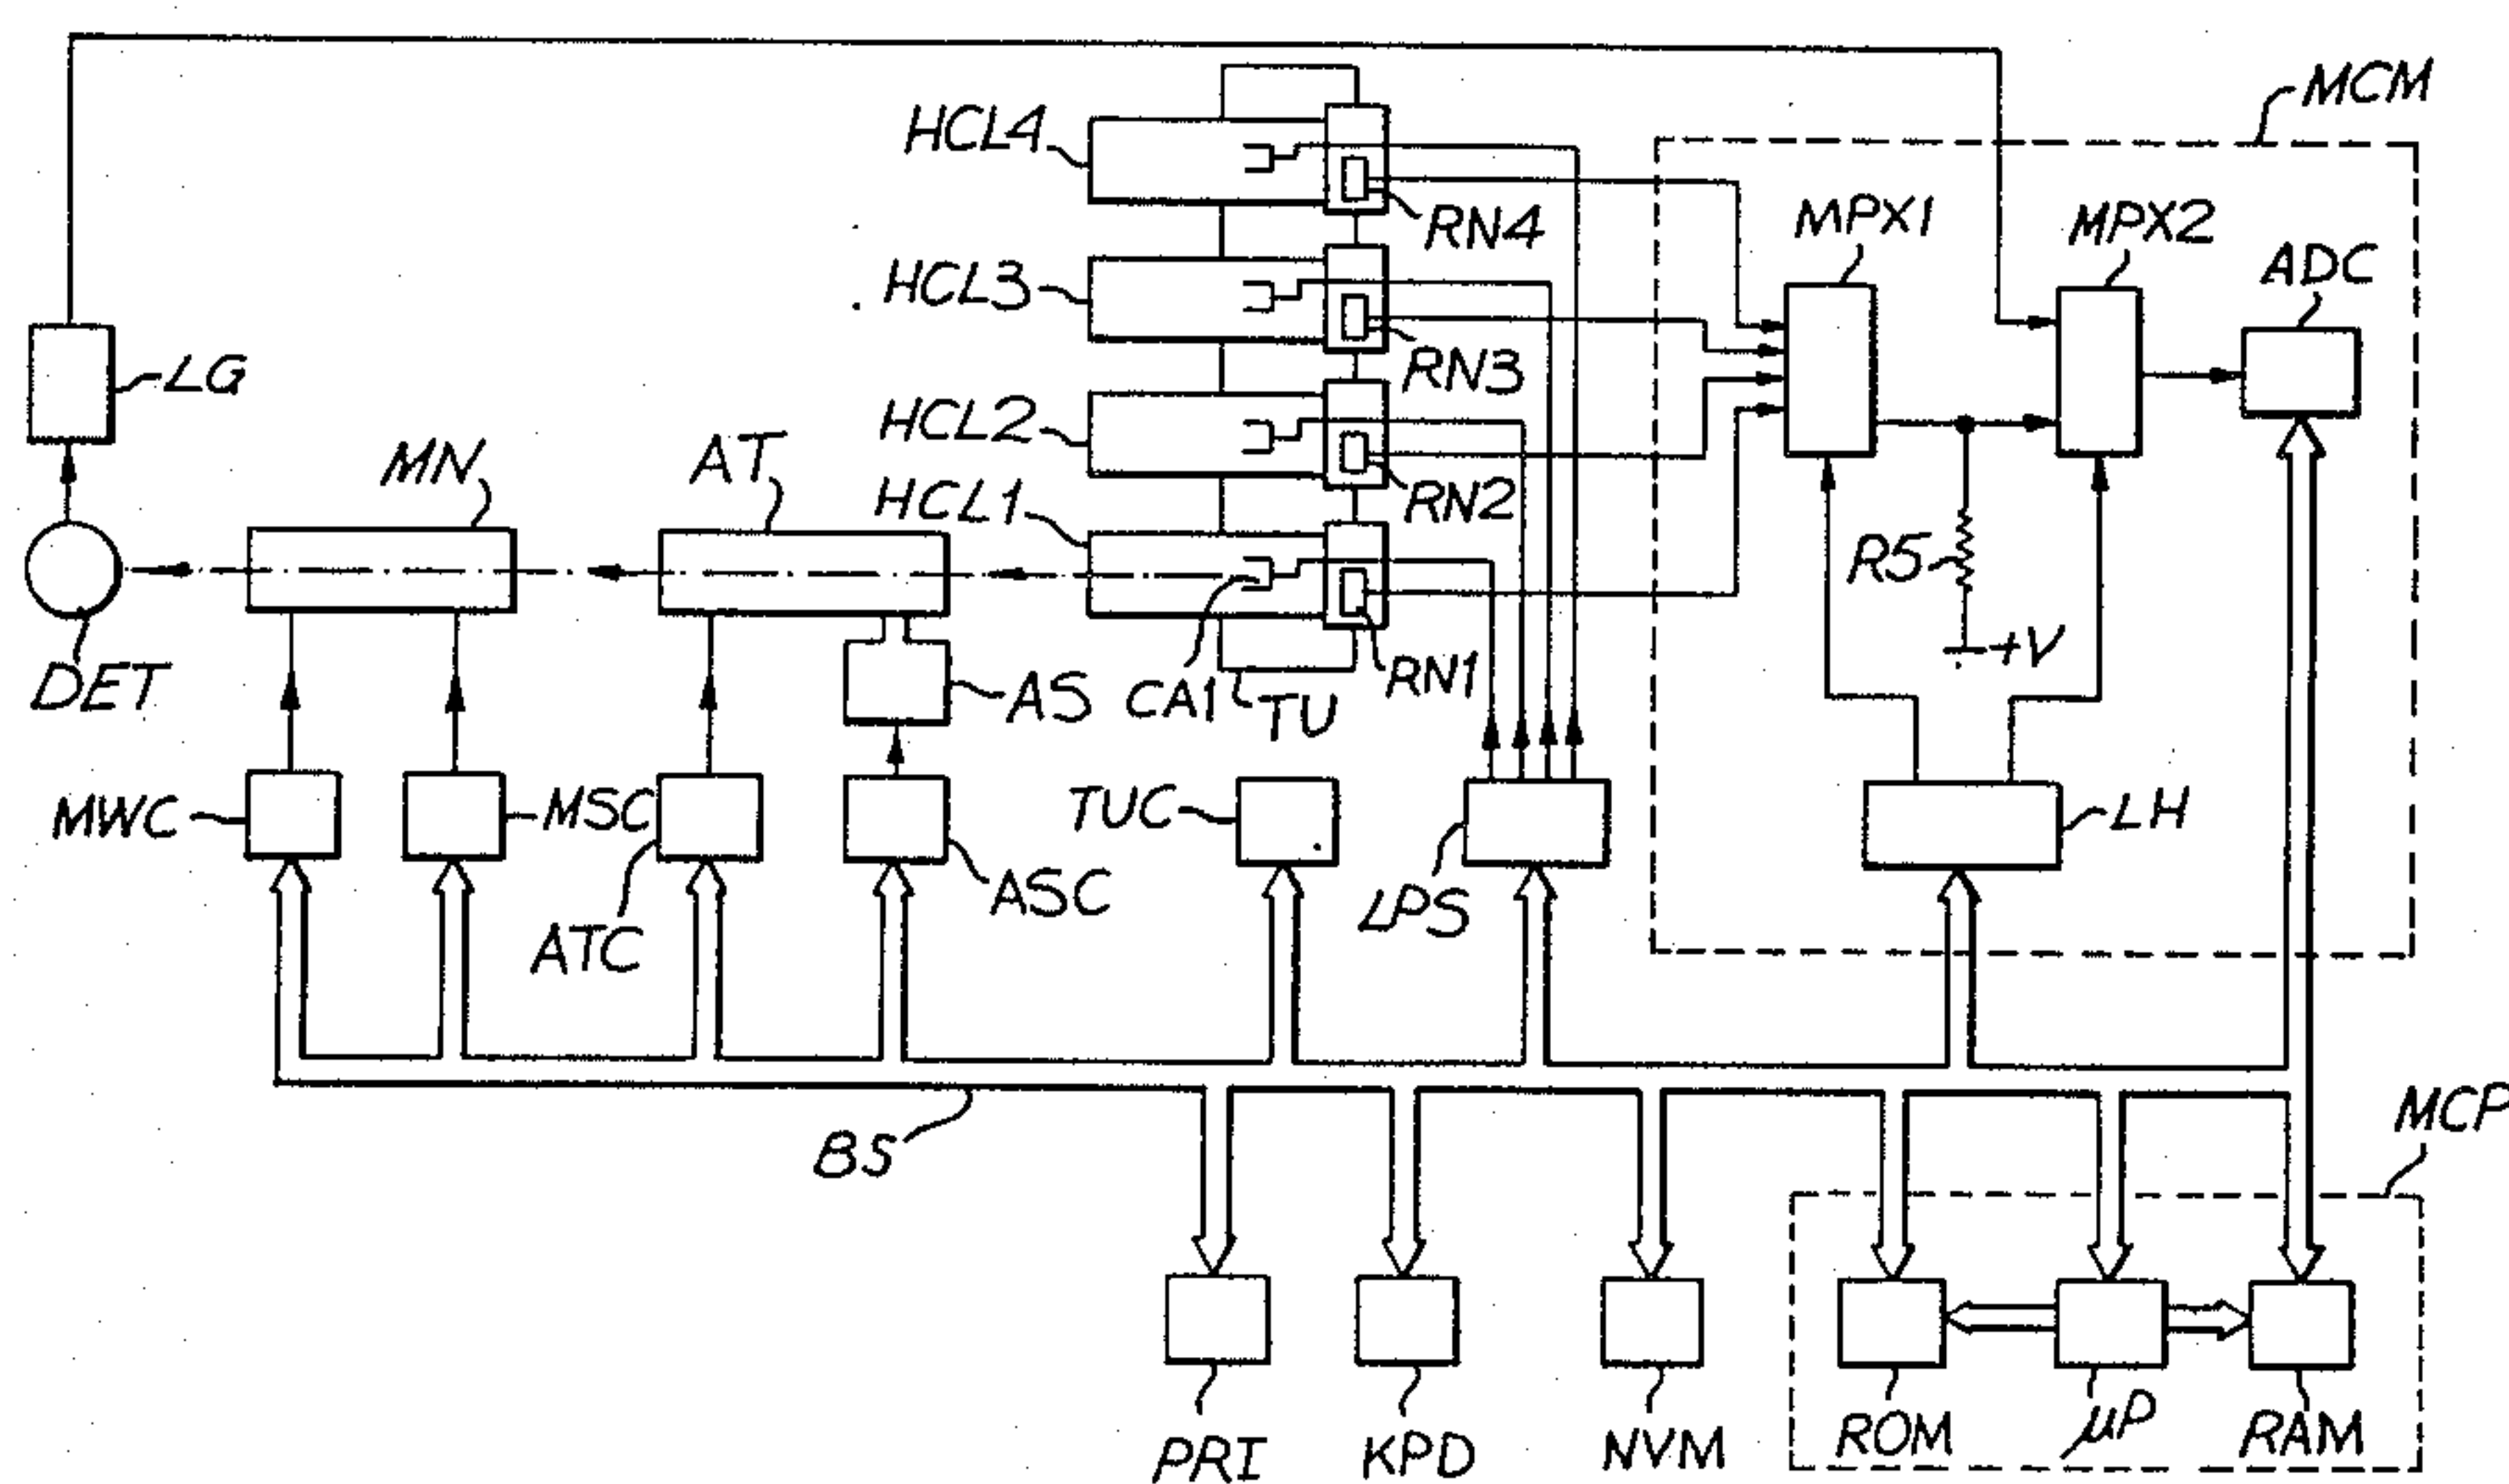 MCM
HCL4
RN4
MPX1
MPX2
ADC
HCL3
RN3
LG
HCL2
MN
AT
HCL1
RN2
R5
+V
DET
AS
CA1
TU
RN1
MWC
MSC
TUC
LH
ASC
LPS
ATC
MCP
BS
PRI
KPD
NVM
ROM
µP
RAM